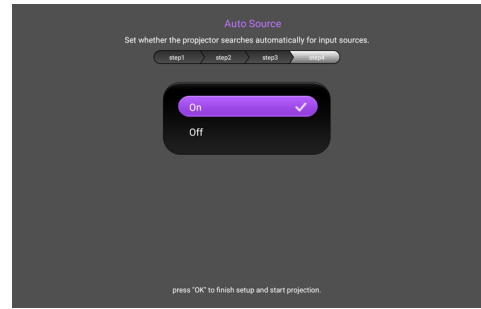 Auto Source
Set whether the propjector searches automatically for input sources.
step1 step2 step3 step4
On
Off
press "OK" to finish setup and start projection.